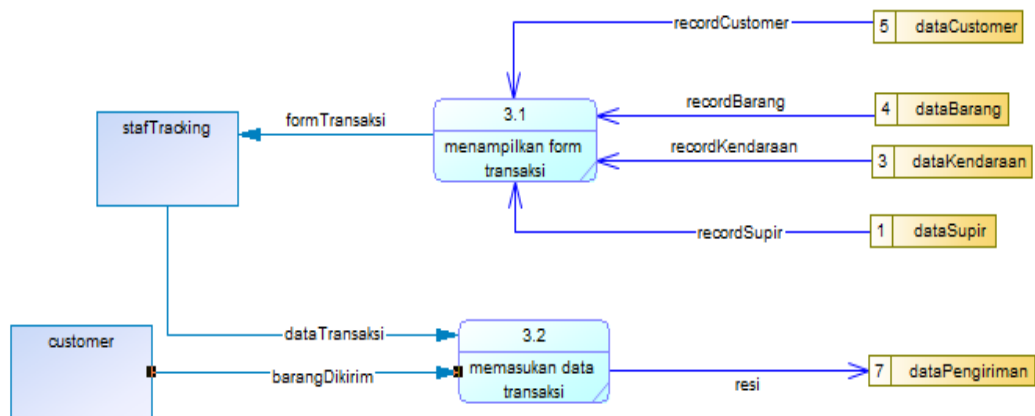 recordCustomer
5 dataCustomer
3.1
recordBarang
4 dataBarang
stafTracking
formTransaksi
menampilkan form
transaksi
recordKendaraan
3 dataKendaraan
recordSupir
1 dataSupir
customer
dataTransaksi
3.2
barangDikirim
memasukan data
transaksi
resi
7 dataPengiriman